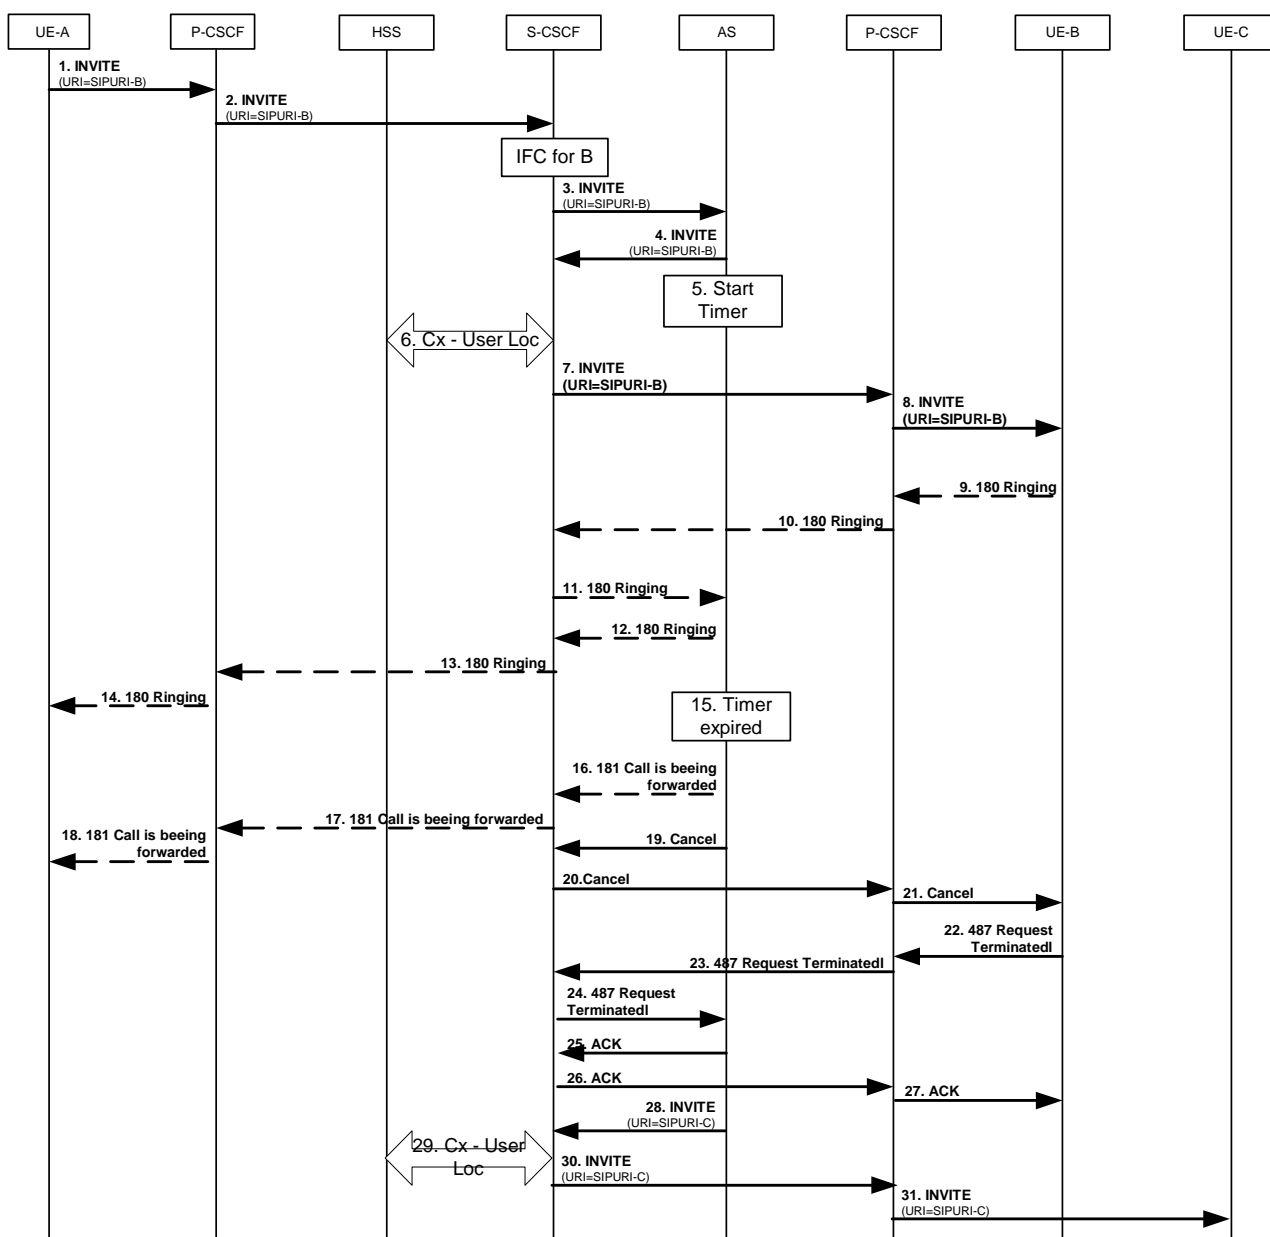 UE-A
P-CSCF
HSS
S-CSCF
AS
P-CSCF
UE-B
UE-C
1. INVITE
(URI=SIPURI-B)
2. INVITE
(URI=SIPURI-B)
IFC for B
3. INVITE
(URI=SIPURI-B)
4. INVITE
(URI=SIPURI-B)
5. Start
Timer
6. Cx - User Loc
7. INVITE
(URI=SIPURI-B)
8. INVITE
(URI=SIPURI-B)
9. 180 Ringing
10. 180 Ringing
11. 180 Ringing
12. 180 Ringing
13. 180 Ringing
14. 180 Ringing
15. Timer
expired
16. 181 Call is beeing
forwarded
17. 181 Call is beeing forwarded
18. 181 Call is beeing
forwarded
19. Cancel
20.Cancel
21. Cancel
22. 487 Request
Terminatedl
23. 487 Request Terminatedl
24. 487 Request
Terminatedl
25. ACK
26. ACK
27. ACK
28. INVITE
(URI=SIPURI-C)
29. Cx - User
Loc
30. INVITE
(URI=SIPURI-C)
31. INVITE
(URI=SIPURI-C)